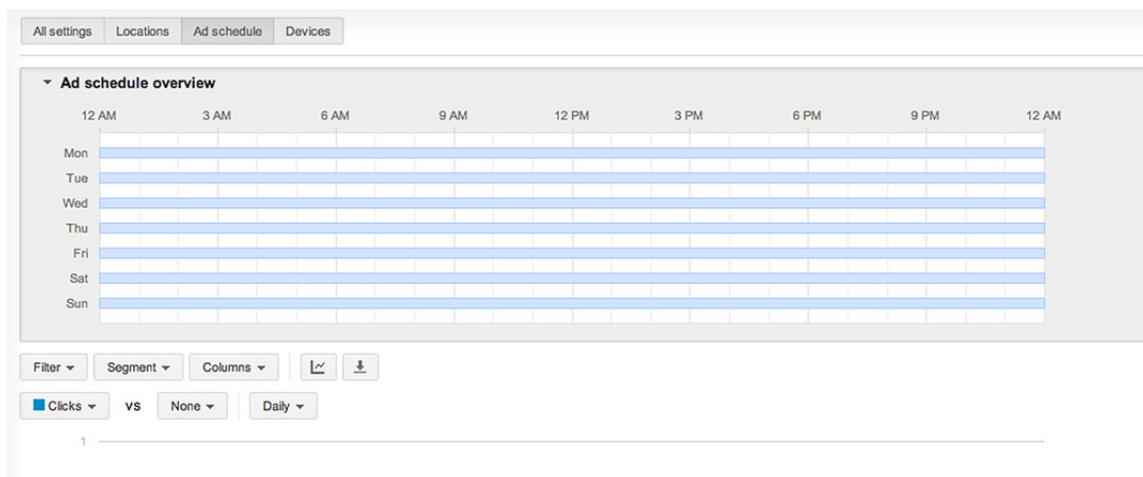 All settings Locations Ad schedule Devices
Ad schedule overview
12 AM 3 AM 6 AM 9 AM 12 PM 3 PM 6 PM 9 PM 12 AM
Mon
Tue
Wed
Thu
Fri
Sat
Sun
Filter Segment Columns
Clicks VS None Daily
1